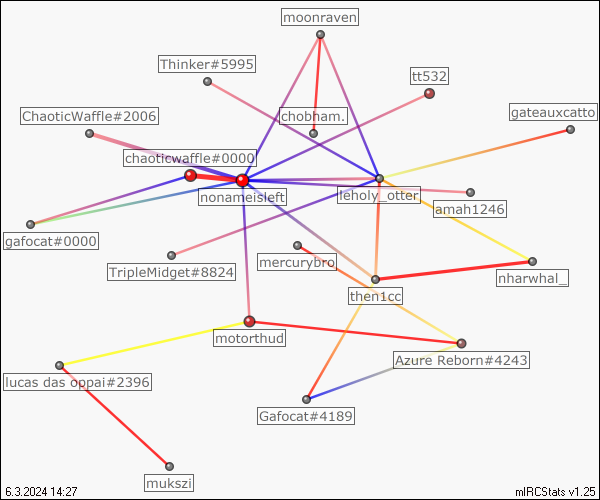 moonraven
Thinker#5995
tt532
ChaoticWaffle#2006
chobham.
gateauxcatto
chaoticwaffle#0000
nonameisleft
leholy_otter
amah1246
gafocat#0000
TripleMidget#8824
mercurybro
nharwhal_
then1cc
motorthud
Azure Reborn#4243
lucas das oppai#2396
Gafocat#4189
mukszi
6.3.2024 14:27
mIRCStats v1.25